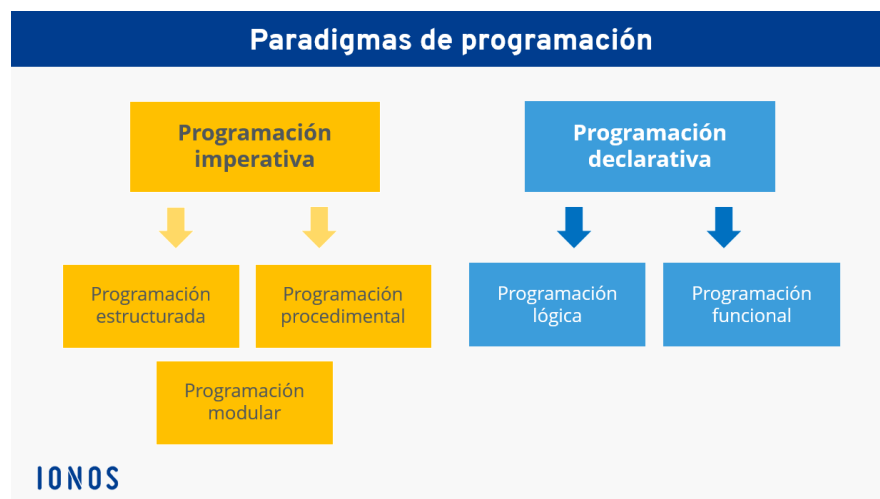 Paradigmas de programación
Programación
imperativa
Programación
declarativa
Programación
estructurada
Programación
procedimental
Programación
lógica
Programación
funcional
Programación
modular
IONOS